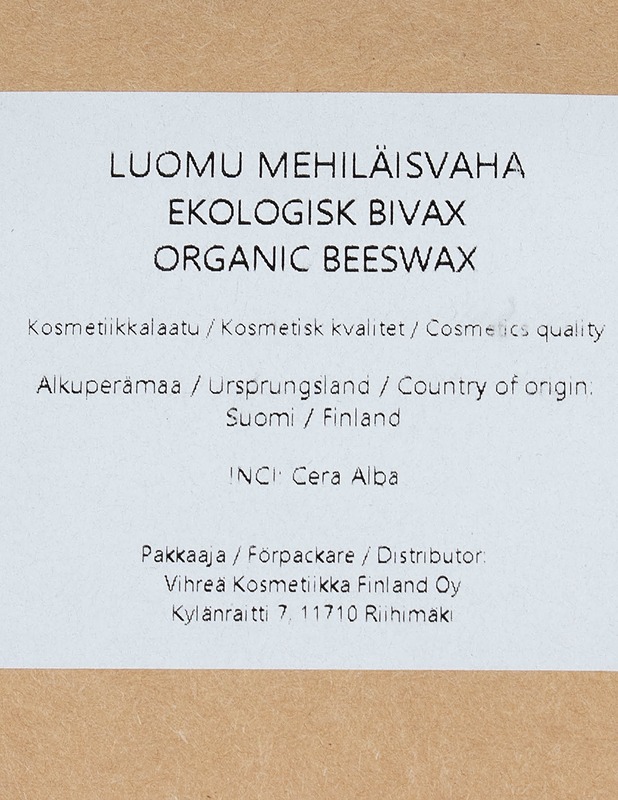 LUOMU MEHILÄISVAHA
EKOLOGISK BIVAX
ORGANIC BEESWAX
Kosmetiikkalaatu / Kosmetisk kvalitet / Cosmetics quality
Alkuperämaa / Ursprungsland / Country of origin:
Suomi / Finland
INCI: Cera Alba
Pakkaaja / Förpackare / Distributor:
Vihreä Kosmetiikka Finland Oy
Kylänraitti 7, 11710 Riihimäki